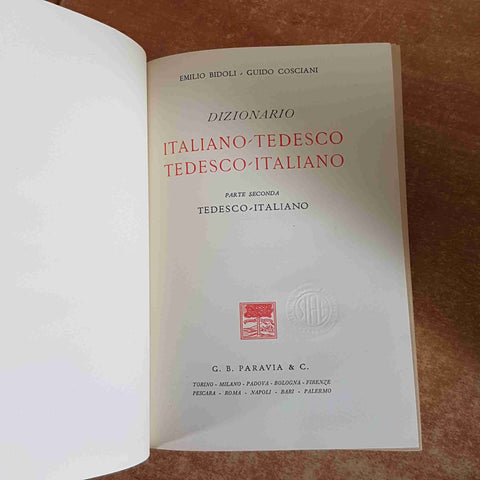 EMILIO BIDOLI - GUIDO COSCIANI
DIZIONARIO
ITALIANO-TEDESCO
TEDESCO-ITALIANO
PARTE SECONDA
TEDESCO-ITALIANO
SIAE
G. B. PARAVIA & C.
TORINO - MILANO - PADOVA - BOLOGNA - FIRENZE
PESCARA - ROMA - NAPOLI - BARI - PALERMO